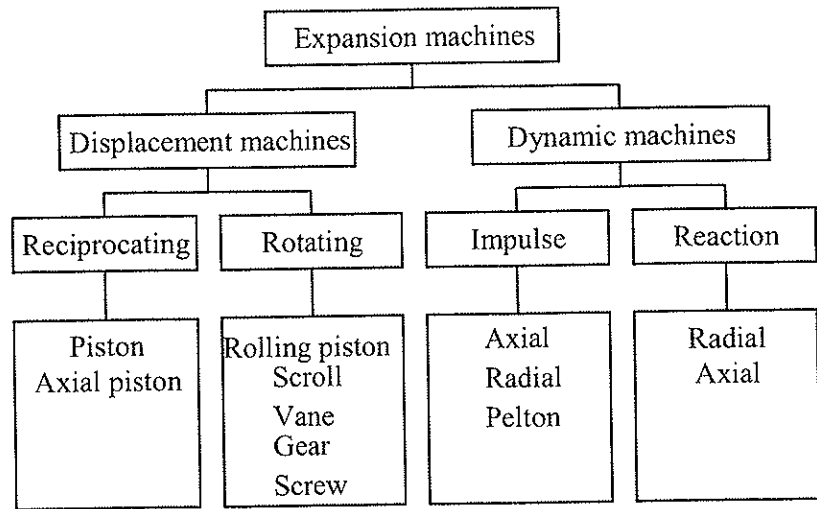 Expansion machines
Displacement machines
Dynamic machines
Reciprocating
Rotating
Impulse
Reaction
Piston
Axial piston
Rolling piston
Scroll
Vane
Gear
Screw
Axial
Radial
Pelton
Radial
Axial